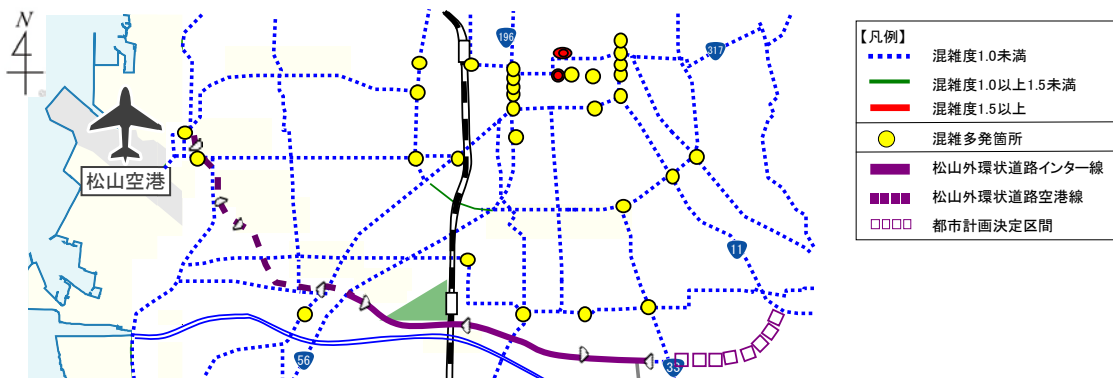 N
196
317
松山空港
11
56
33
【凡例】
混雑度1.0未満
混雑度1.0以上1.5未満
混雑度1.5以上
混雑多発箇所
松山外環状道路インター線
松山外環状道路空港線
都市計画決定区間